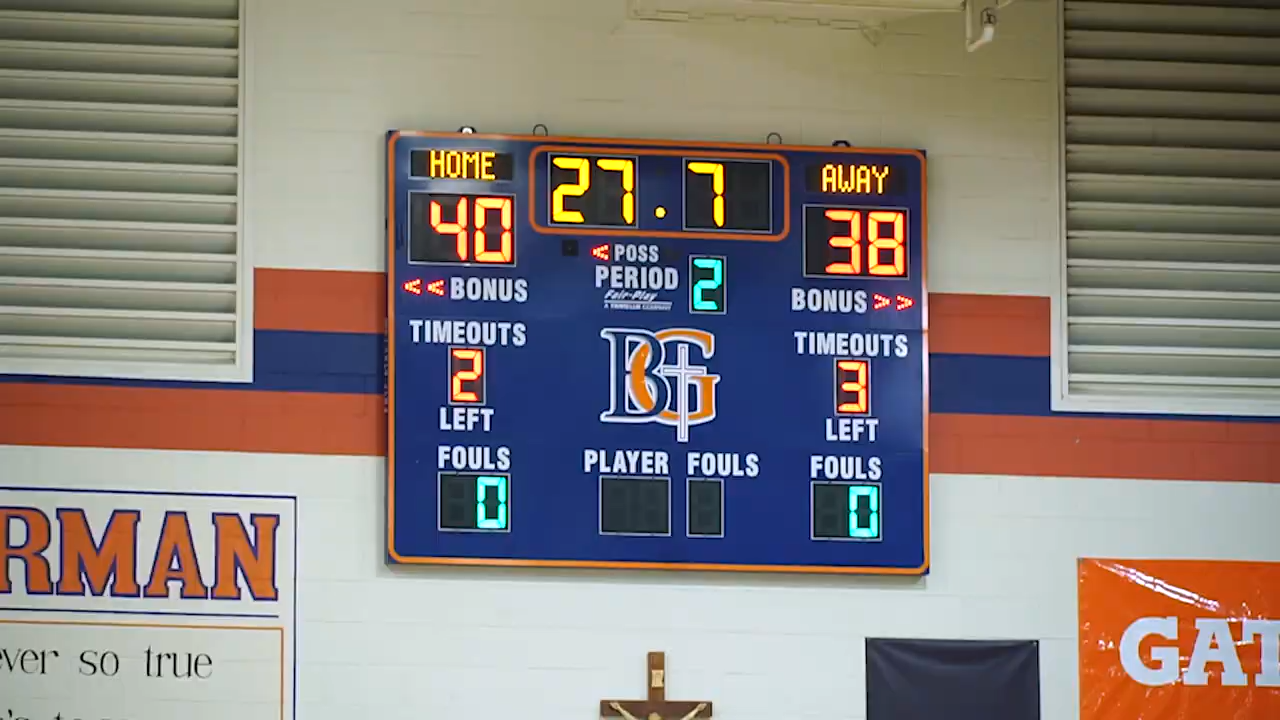 HOME
27.7
AWAY
40
38
< POSS
PERIOD 2
Fair-Play
<< BONUS
BONUS >>
TIMEOUTS
2
LEFT
TIMEOUTS
3
LEFT
BG
FOULS
0
PLAYER FOULS
FOULS
0
RMAN
ver so true
GAT